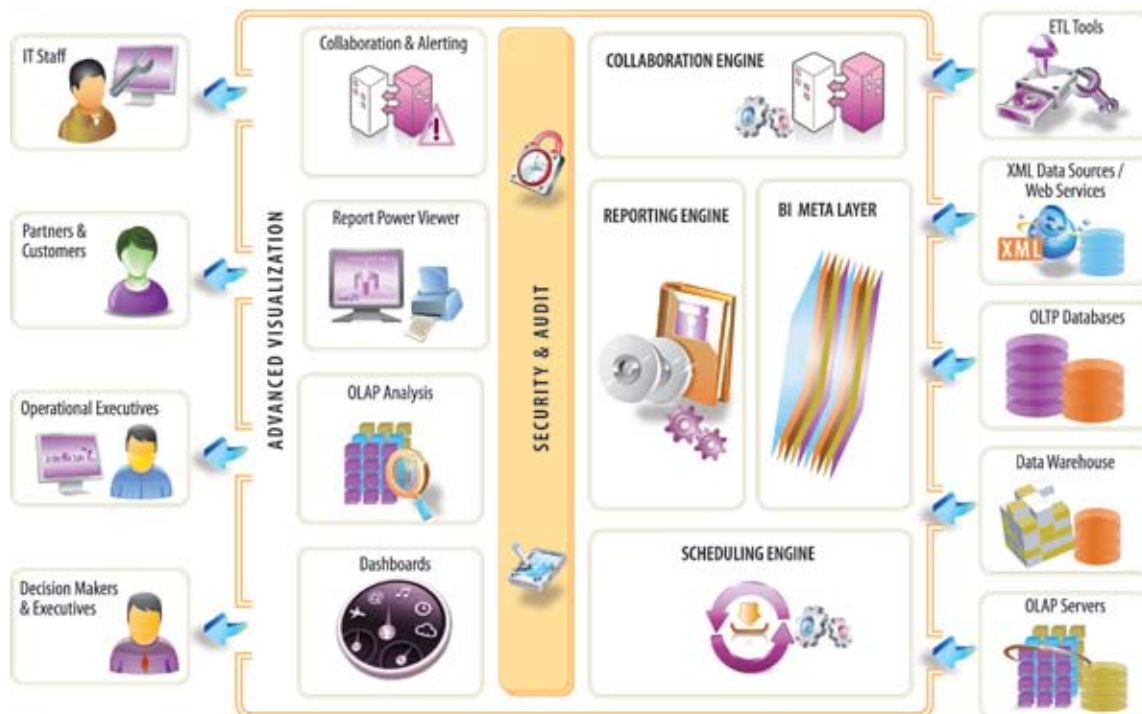 IT Staff
Partners &
Customers
Operational Executives
Decision Makers
& Executives
ADVANCED VISUALIZATION
Collaboration & Alerting
Report Power Viewer
OLAP Analysis
Dashboards
SECURITY & AUDIT
COLLABORATION ENGINE
REPORTING ENGINE
BI META LAYER
SCHEDULING ENGINE
ETL Tools
XML Data Sources /
Web Services
XML
OLTP Databases
Data Warehouse
OLAP Servers